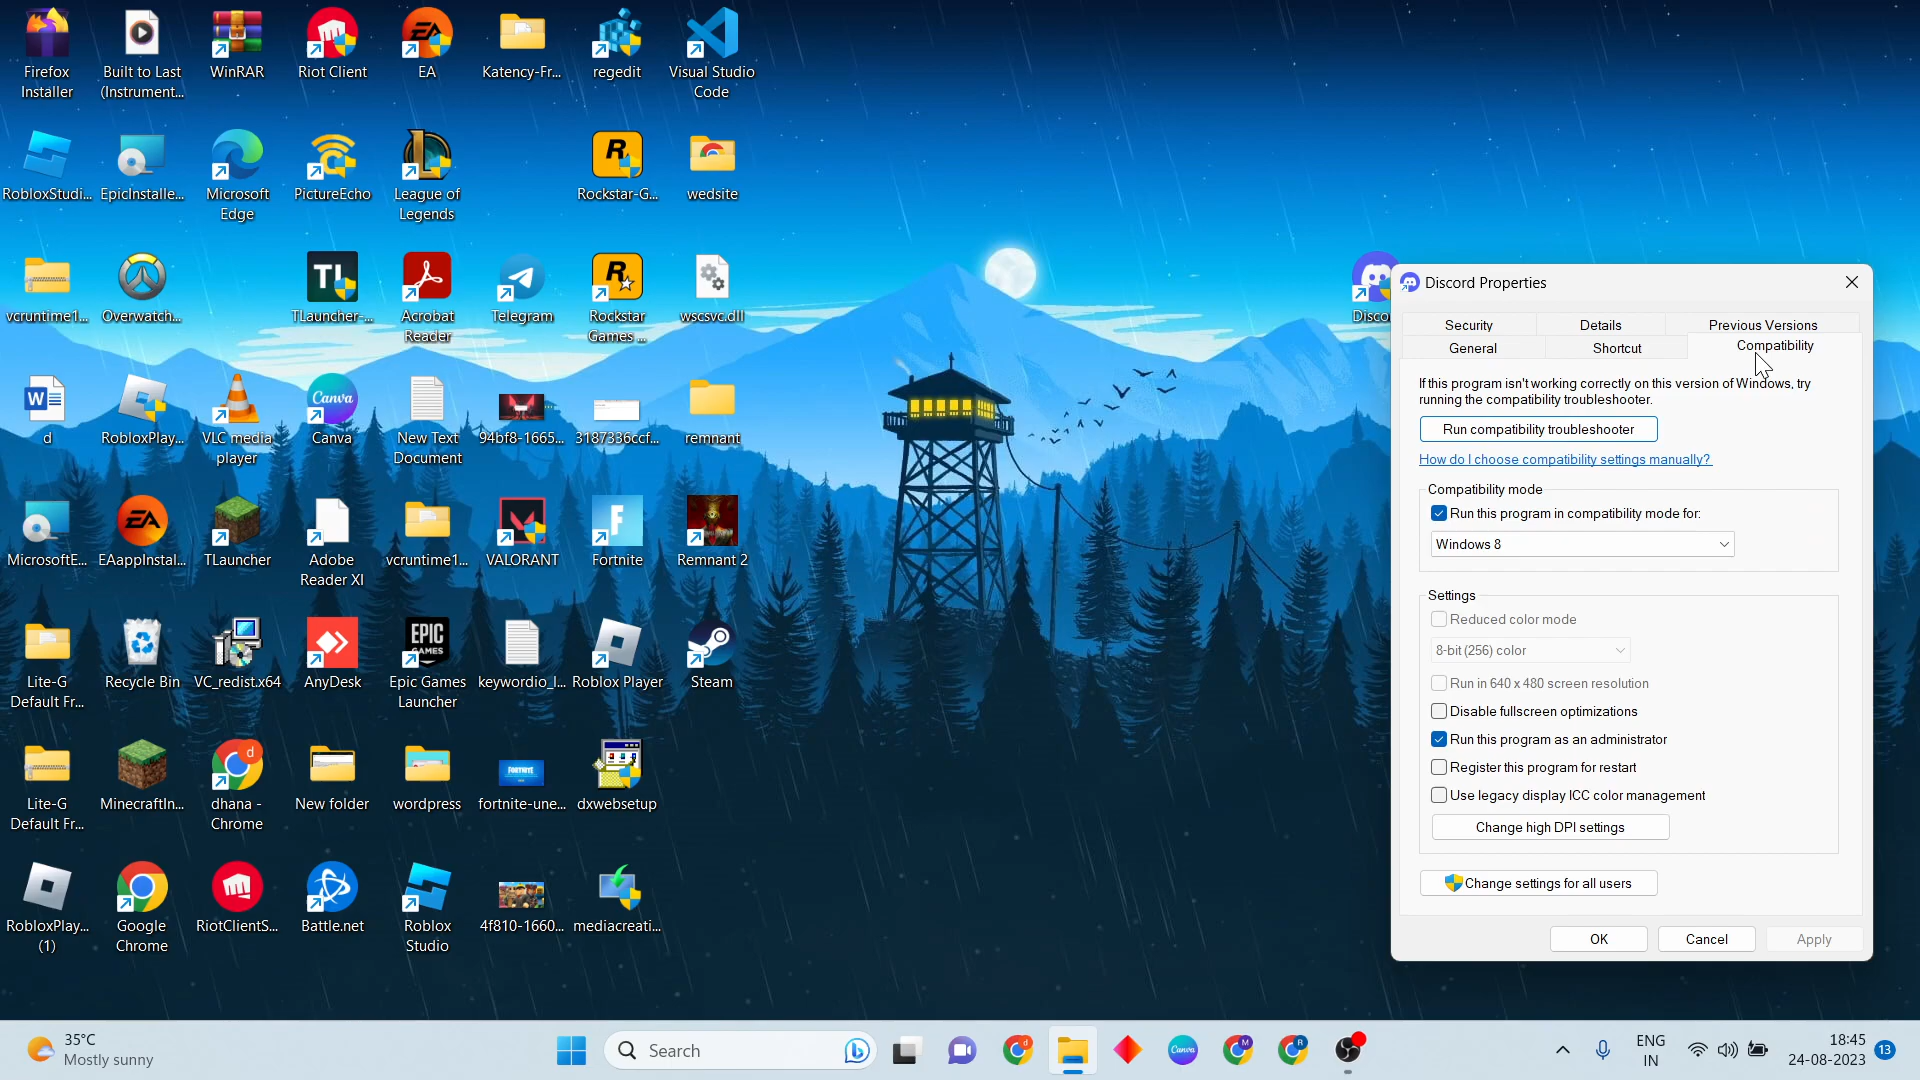 Firefox
Installer
Built to Last
(Instrument...
WinRAR
Riot Client
EA
Katency-Fr...
regedit
Visual Studio
Code
RobloxStudi...
EpicInstalle...
Microsoft
Edge
PictureEcho
League of
Legends
Rockstar-G...
wedsite
vcruntime1...
Overwatch...
TLauncher-...
Acrobat
Reader
Telegram
Rockstar
Games ...
wscsvc.dll
Disco
d
RobloxPlay...
VLC media
player
Canva
New Text
Document
94bf8-1665...
3187336ccf...
remnant
MicrosoftE...
EAappInstal...
TLauncher
Adobe
Reader XI
vcruntime1...
VALORANT
Fortnite
Remnant 2
Lite-G
Default Fr...
Recycle Bin
VC_redist.x64
AnyDesk
Epic Games
Launcher
keywordio_l...
Roblox Player
Steam
Lite-G
Default Fr...
MinecraftIn...
dhana -
Chrome
New folder
wordpress
fortnite-une...
dxwebsetup
RobloxPlay...
(1)
Google
Chrome
RiotClientS...
Battle.net
Roblox
Studio
4f810-1660...
mediacreati...
Discord Properties
Security
Details
Previous Versions
General
Shortcut
Compatibility
If this program isn't working correctly on this version of Windows, try
running the compatibility troubleshooter.
Run compatibility troubleshooter
How do I choose compatibility settings manually?
Compatibility mode
Run this program in compatibility mode for:
Windows 8
Settings
Reduced color mode
8-bit (256) color
Run in 640 x 480 screen resolution
Disable fullscreen optimizations
Run this program as an administrator
Register this program for restart
Use legacy display ICC color management
Change high DPI settings
Change settings for all users
OK
Cancel
Apply
35°C
Mostly sunny
Search
ENG
IN
18:45
24-08-2023
13